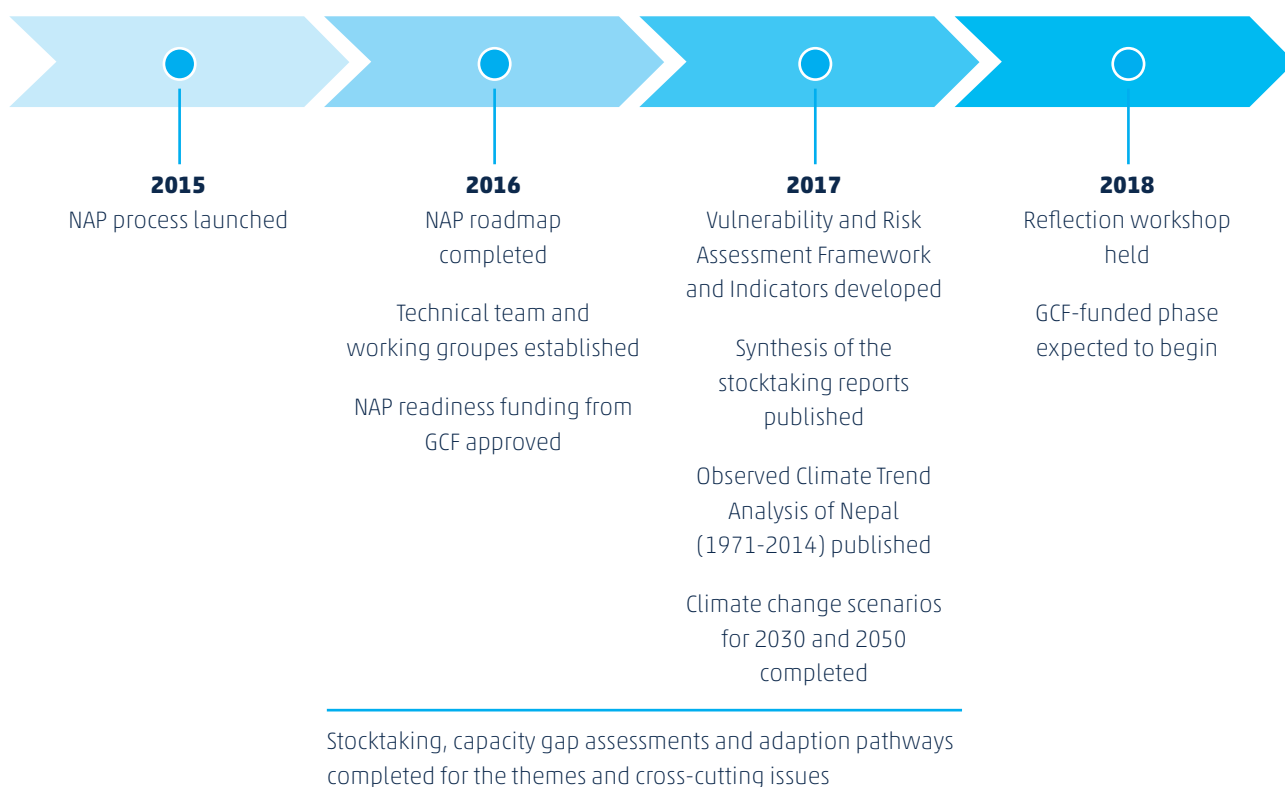 2015
NAP process launched
2016
NAP roadmap
completed
Technical team and
working groupes established
NAP readiness funding from
GCF approved
2017
Vulnerability and Risk
Assessment Framework
and Indicators developed
Synthesis of the
stocktaking reports
published
Observed Climate Trend
Analysis of Nepal
(1971-2014) published
Climate change scenarios
for 2030 and 2050
completed
2018
Reflection workshop
held
GCF-funded phase
expected to begin
Stocktaking, capacity gap assessments and adaption pathways
completed for the themes and cross-cutting issues